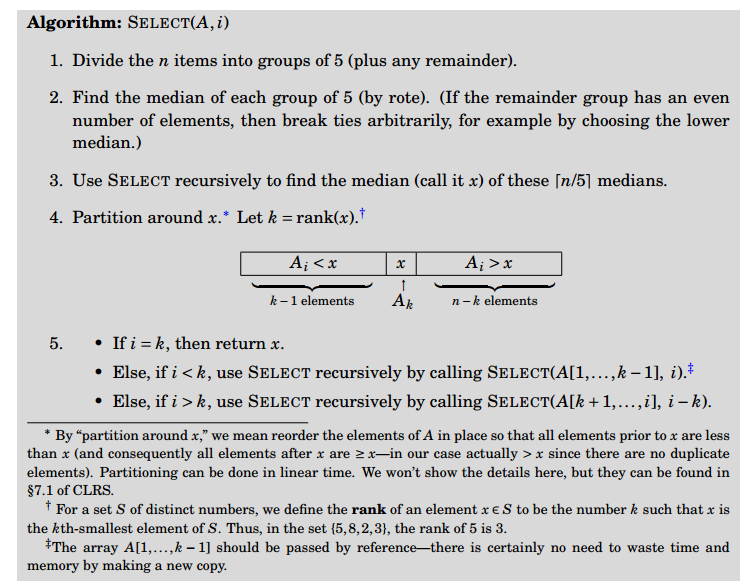 Algorithm: SELECT(A, i)
1. Divide the n items into groups of 5 (plus any remainder).
2. Find the median of each group of 5 (by rote). (If the remainder group has an even
number of elements, then break ties arbitrarily, for example by choosing the lower
median.)
3. Use SELECT recursively to find the median (call it x) of these ⌈n/5⌉ medians.
4. Partition around x.* Let k = rank(x).†
A_i < x x A_i > x
k − 1 elements A_k n − k elements
5. • If i = k, then return x.
• Else, if i < k, use SELECT recursively by calling SELECT(A[1,...,k − 1], i).‡
• Else, if i > k, use SELECT recursively by calling SELECT(A[k + 1,...,i], i − k).
* By “partition around x,” we mean reorder the elements of A in place so that all elements prior to x are less
than x (and consequently all elements after x are ≥ x—in our case actually > x since there are no duplicate
elements). Partitioning can be done in linear time. We won’t show the details here, but they can be found in
§7.1 of CLRS.
† For a set S of distinct numbers, we define the rank of an element x ∈ S to be the number k such that x is
the kth-smallest element of S. Thus, in the set {5,8,2,3}, the rank of 5 is 3.
‡The array A[1,...,k − 1] should be passed by reference—there is certainly no need to waste time and
memory by making a new copy.